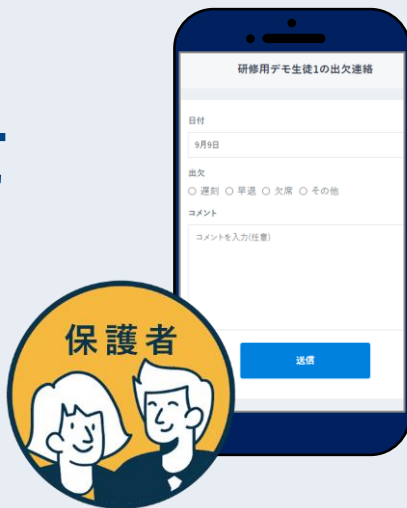 研修用デモ生徒1の出欠連絡
日付
9月9日
出欠
遅刻 早退 欠席 その他
コメント
コメントを入力(任意)
送信
保護者